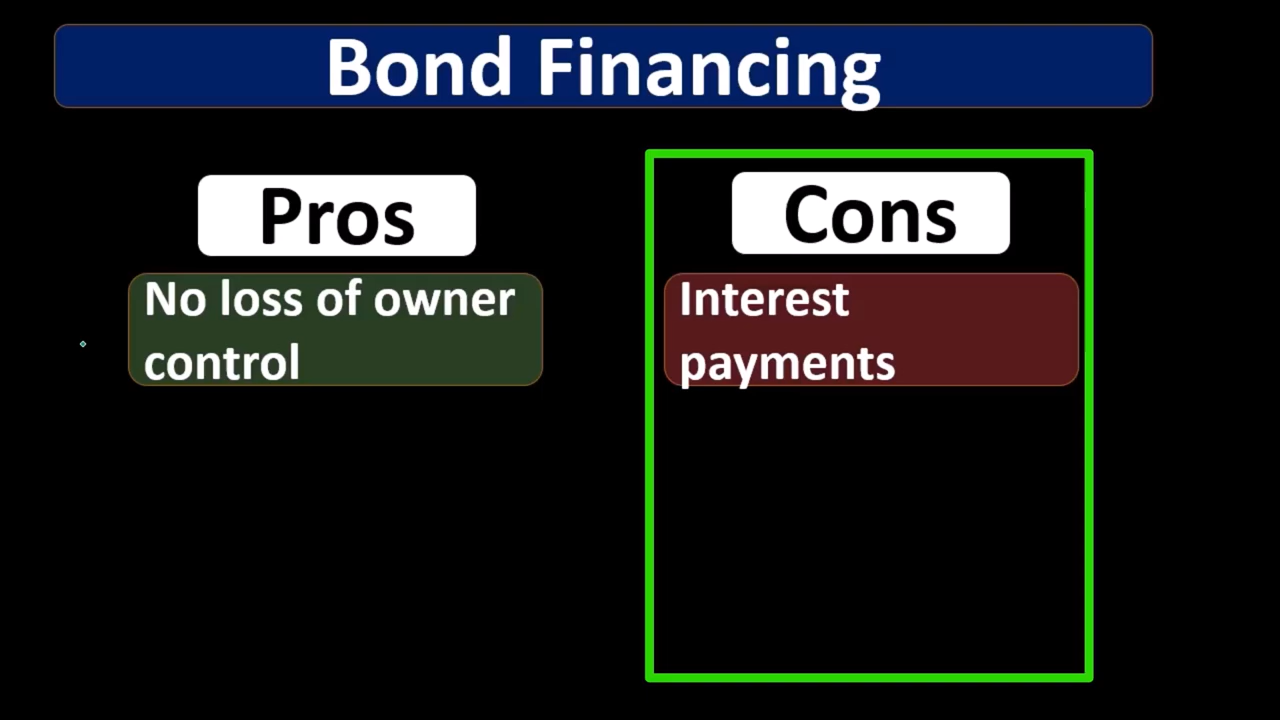 Bond Financing
Pros
No loss of owner
control
Cons
Interest
payments